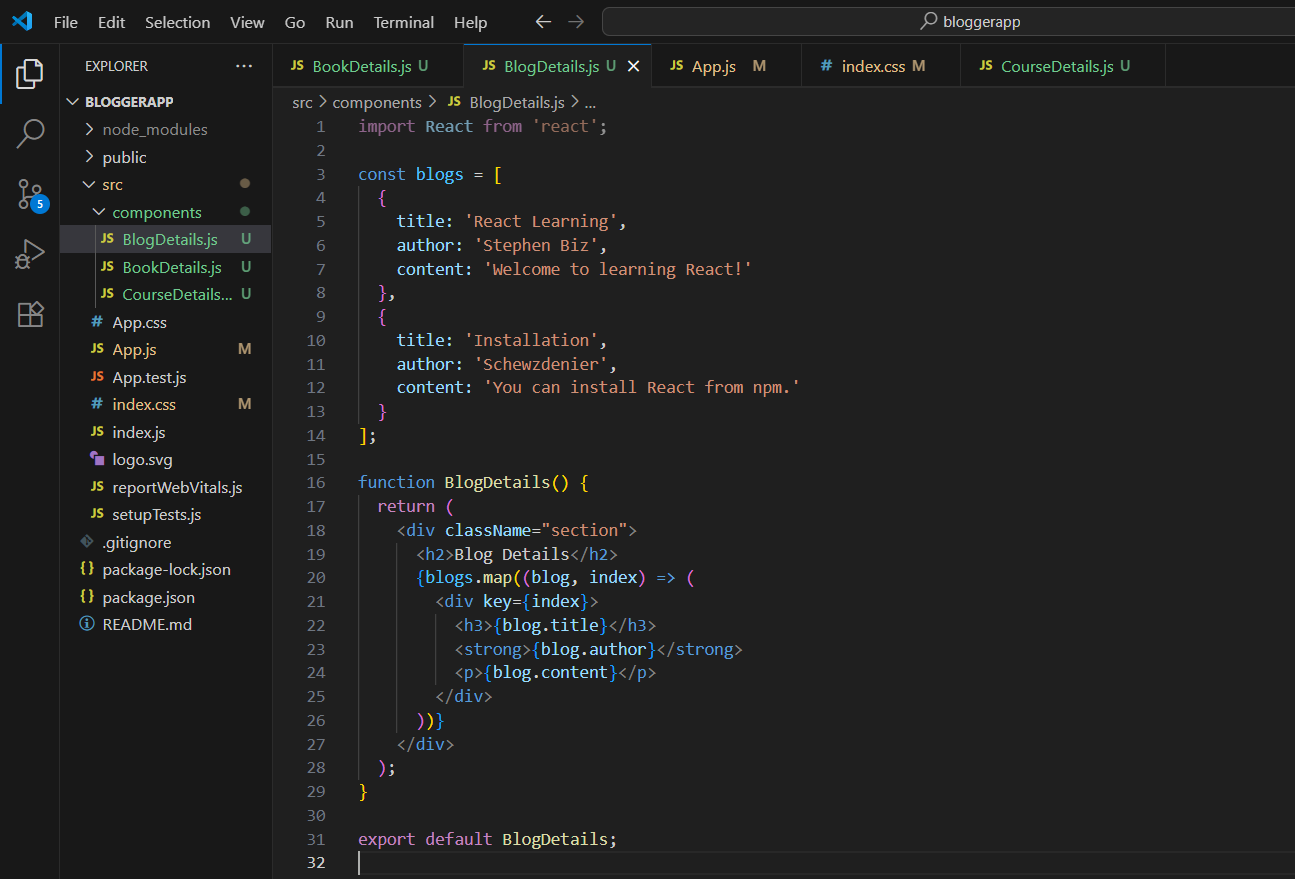 File Edit Selection View Go Run Terminal Help bloggerapp
EXPLORER ...
BLOGGERAPP
node_modules
public
src
components
JS BlogDetails.js U
JS BookDetails.js U
JS CourseDetails... U
# App.css
JS App.js M
JS App.test.js
# index.css M
JS index.js
logo.svg
JS reportWebVitals.js
JS setupTests.js
.gitignore
{} package-lock.json
{} package.json
README.md
5
JS BookDetails.js U JS BlogDetails.js U JS App.js M # index.css M JS CourseDetails.js U
src > components > JS BlogDetails.js > ...
1 import React from 'react';
2
3 const blogs = [
4 {
5 title: 'React Learning',
6 author: 'Stephen Biz',
7 content: 'Welcome to learning React!'
8 },
9 {
10 title: 'Installation',
11 author: 'Schewzdenier',
12 content: 'You can install React from npm.'
13 }
14 ];
15
16 function BlogDetails() {
17 return (
18 <div className="section">
19 <h2>Blog Details</h2>
20 {blogs.map((blog, index) => (
21 <div key={index}>
22 <h3>{blog.title}</h3>
23 <strong>{blog.author}</strong>
24 <p>{blog.content}</p>
25 </div>
26 ))}
27 </div>
28 );
29 }
30
31 export default BlogDetails;
32